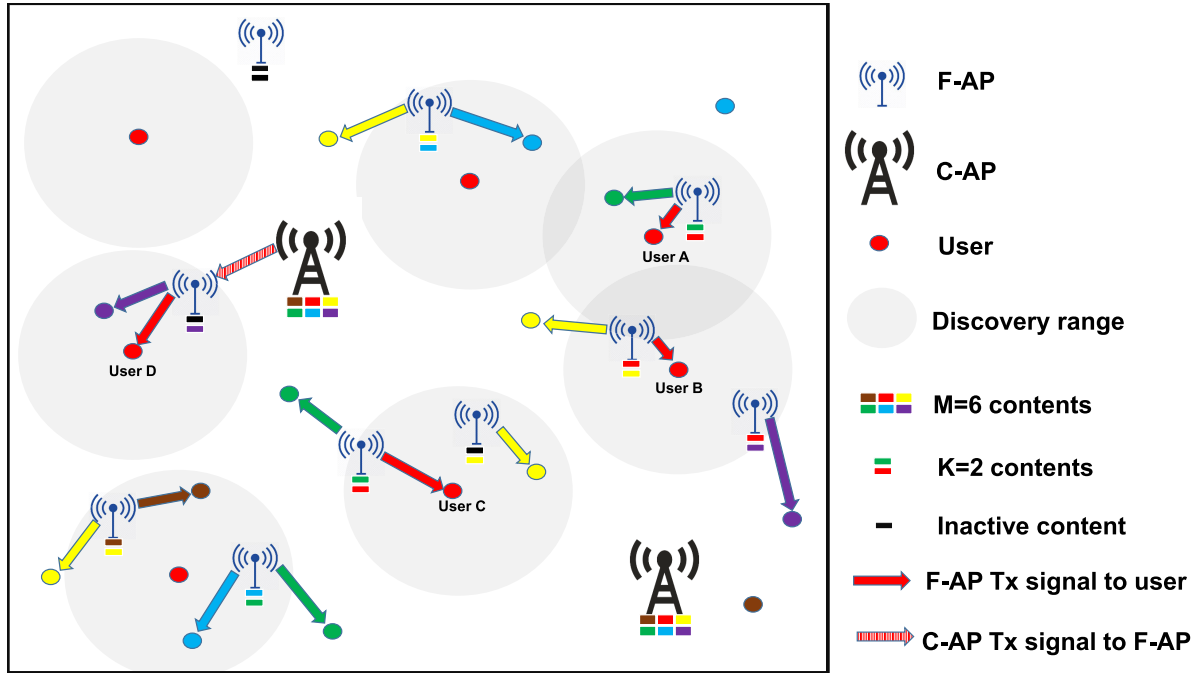 User A
User D
User B
User C
F-AP
C-AP
User
Discovery range
M=6 contents
K=2 contents
Inactive content
F-AP Tx signal to user
C-AP Tx signal to F-AP